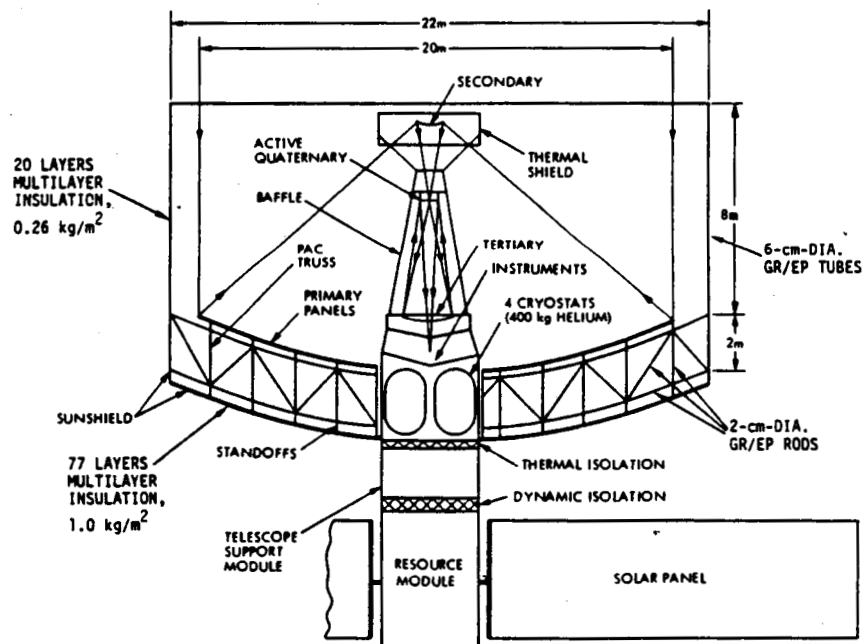 22m
20m
SECONDARY
ACTIVE
QUATERNARY
THERMAL
SHIELD
20 LAYERS
MULTILAYER
INSULATION,
0.26 kg/m²
BAFFLE
8m
6-cm-DIA.
GR/EP TUBES
PAC
TRUSS
TERTIARY
INSTRUMENTS
PRIMARY
PANELS
4 CRYOSTATS
(400 kg HELIUM)
2m
SUNSHIELD
STANDOFFS
2-cm-DIA.
GR/EP RODS
THERMAL ISOLATION
77 LAYERS
MULTILAYER
INSULATION,
1.0 kg/m²
DYNAMIC ISOLATION
TELESCOPE
SUPPORT
MODULE
RESOURCE
MODULE
SOLAR PANEL